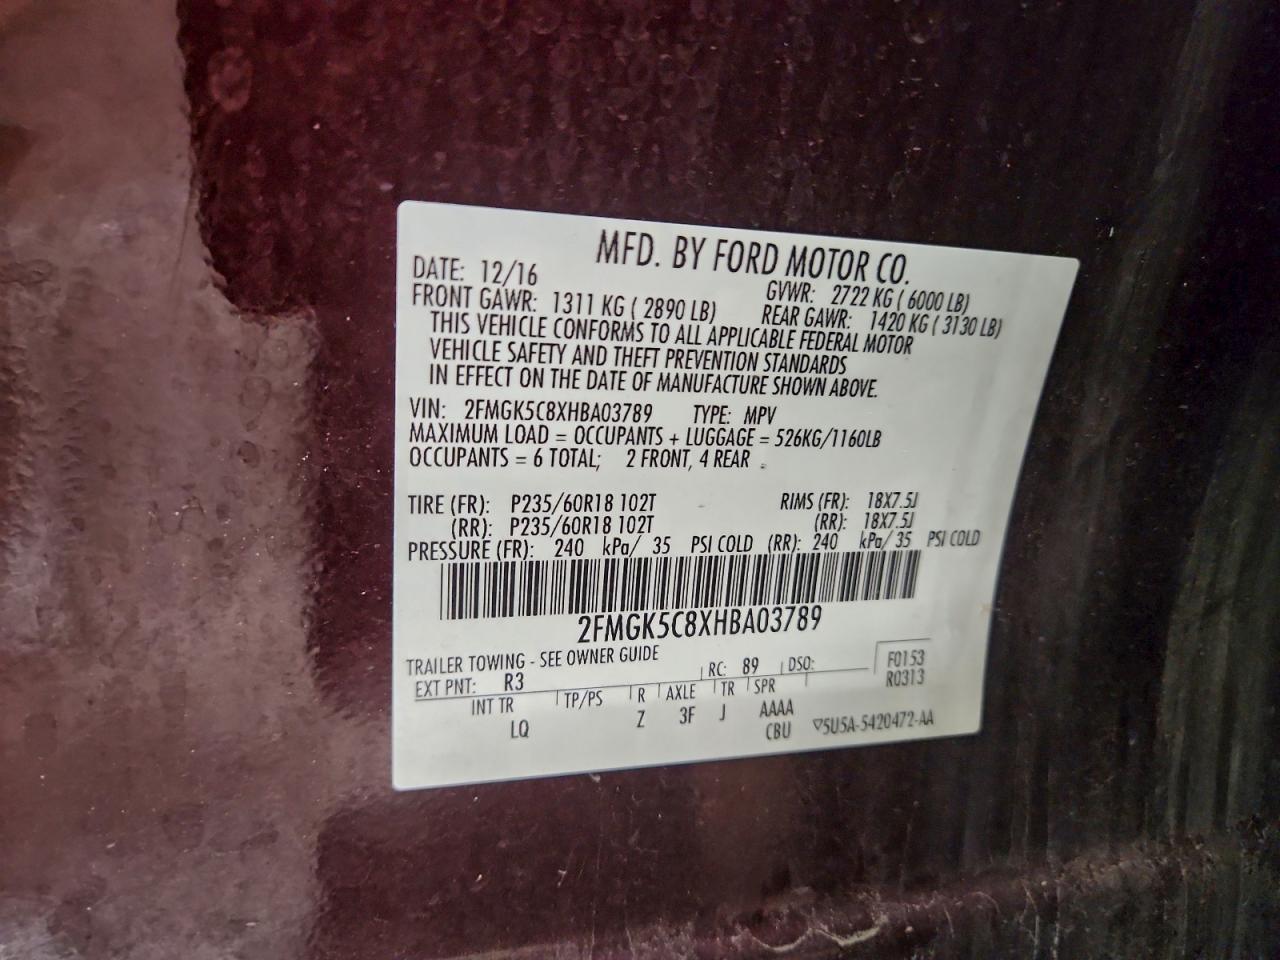 MFD. BY FORD MOTOR CO.
DATE: 12/16 GVWR: 2722 KG ( 6000 LB)
FRONT GAWR: 1311 KG ( 2890 LB) REAR GAWR: 1420 KG ( 3130 LB)
THIS VEHICLE CONFORMS TO ALL APPLICABLE FEDERAL MOTOR
VEHICLE SAFETY AND THEFT PREVENTION STANDARDS
IN EFFECT ON THE DATE OF MANUFACTURE SHOWN ABOVE.
VIN: 2FMGK5C8XHBA03789 TYPE: MPV
MAXIMUM LOAD = OCCUPANTS + LUGGAGE = 526KG/1160LB
OCCUPANTS = 6 TOTAL; 2 FRONT, 4 REAR
TIRE (FR): P235/60R18 102T RIMS (FR): 18X7.5J
(RR): P235/60R18 102T (RR): 18X7.5J
PRESSURE (FR): 240 kPa/ 35 PSI COLD (RR): 240 kPa/ 35 PSI COLD
2FMGK5C8XHBA03789
TRAILER TOWING - SEE OWNER GUIDE
EXT PNT: R3 RC: 89 DSO: F0153
R0313
INT TR TP/PS R AXLE TR SPR
LQ Z 3F J AAAA
CBU ▽5U5A-5420472-AA